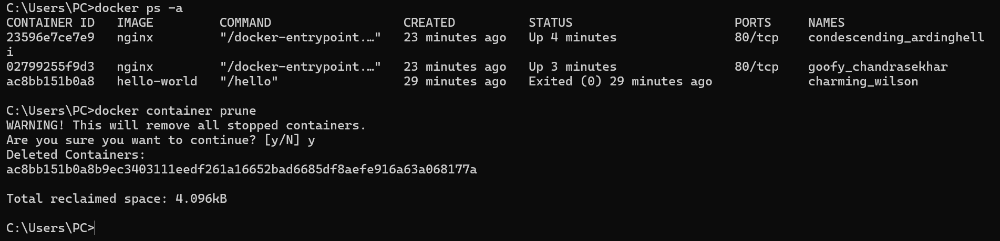 C:\Users\PC>docker ps -a
CONTAINER ID   IMAGE         COMMAND                  CREATED          STATUS                      PORTS     NAMES
23596e7ce7e9   nginx         "/docker-entrypoint.…"   23 minutes ago   Up 4 minutes                80/tcp    condescending_ardinghell
i
02799255f9d3   nginx         "/docker-entrypoint.…"   23 minutes ago   Up 3 minutes                80/tcp    goofy_chandrasekhar
ac8bb151b0a8   hello-world   "/hello"                 29 minutes ago   Exited (0) 29 minutes ago             charming_wilson
C:\Users\PC>docker container prune
WARNING! This will remove all stopped containers.
Are you sure you want to continue? [y/N] y
Deleted Containers:
ac8bb151b0a8b9ec3403111eedf261a16652bad6685df8aefe916a63a068177a
Total reclaimed space: 4.096kB
C:\Users\PC>